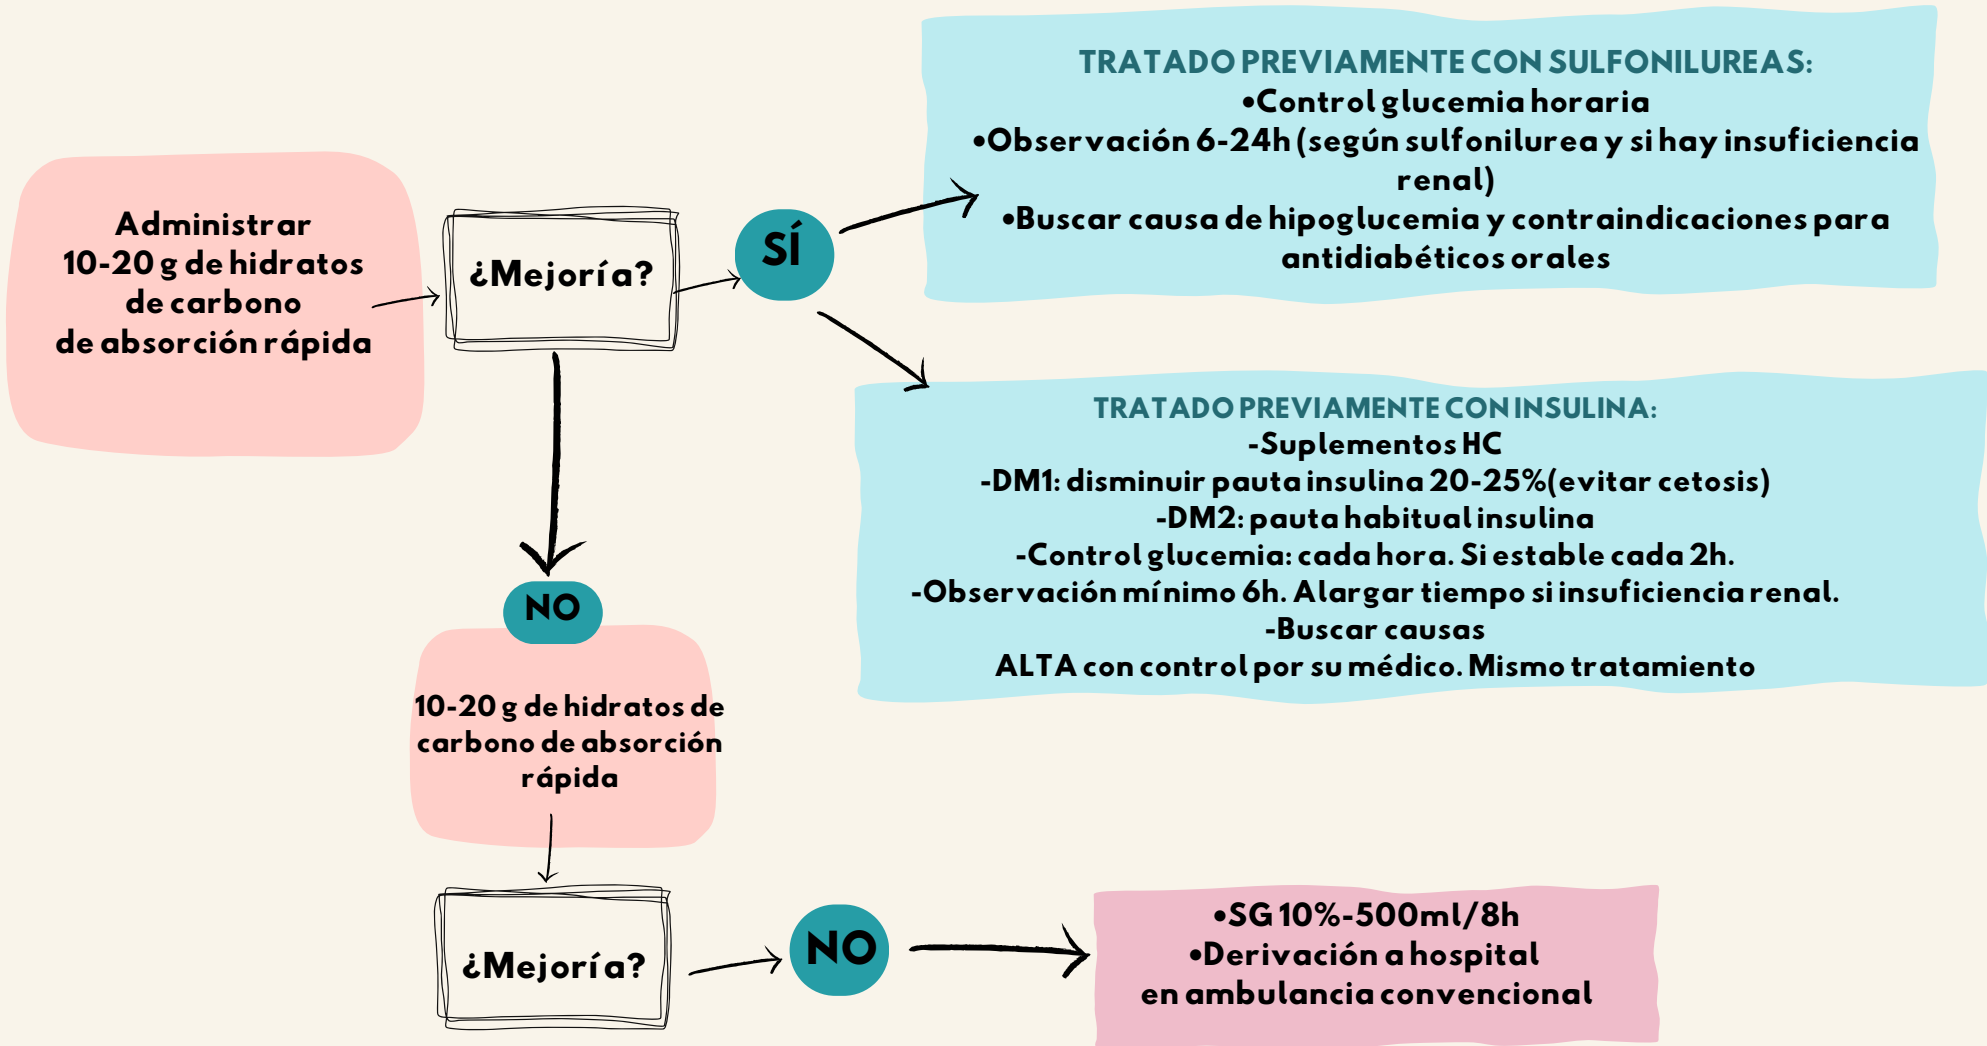 Administrar
10-20 g de hidratos
de carbono
de absorción rápida
¿Mejoría?
SÍ
TRATADO PREVIAMENTE CON SULFONILUREAS:
•Control glucemia horaria
•Observación 6-24h (según sulfonilurea y si hay insuficiencia
renal)
•Buscar causa de hipoglucemia y contraindicaciones para
antidiabéticos orales
TRATADO PREVIAMENTE CON INSULINA:
-Suplementos HC
-DM1: disminuir pauta insulina 20-25%(evitar cetosis)
-DM2: pauta habitual insulina
-Control glucemia: cada hora. Si estable cada 2h.
-Observación mínimo 6h. Alargar tiempo si insuficiencia renal.
-Buscar causas
ALTA con control por su médico. Mismo tratamiento
NO
10-20 g de hidratos de
carbono de absorción
rápida
¿Mejoría?
NO
•SG 10%-500ml/8h
•Derivación a hospital
en ambulancia convencional